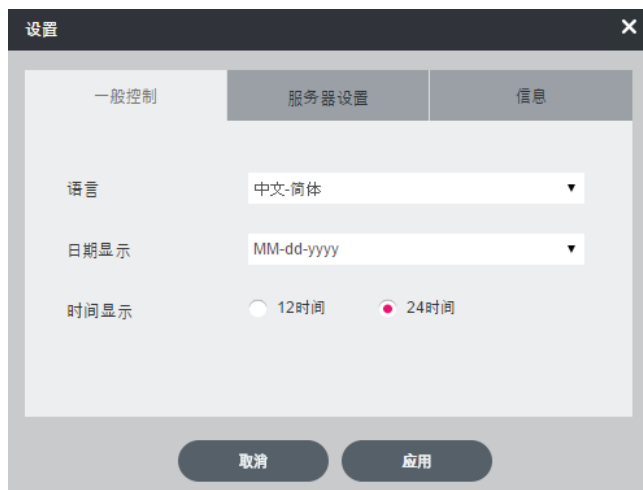 设置
一般控制 服务器设置 信息
语言 中文-简体
日期显示 MM-dd-yyyy
时间显示 12时间 24时间
取消 应用